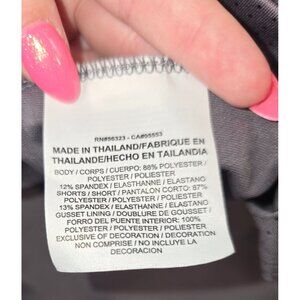 RN#56323 - CA#05553
MADE IN THAILAND/FABRIQUE EN
THAILANDE/HECHO EN TAILANDIA
BODY / CORPS / CUERPO: 88% POLYESTER /
POLYESTER / POLIESTER
12% SPANDEX / ELASTHANNE / ELASTANO
SHORTS / SHORT / PANTALON CORTO: 87%
POLYESTER / POLYESTER / POLIESTER
13% SPANDEX / ELASTHANNE / ELASTANO
GUSSET LINING / DOUBLURE DE GOUSSET /
FORRO DEL PUENTE INTERIOR: 100%
POLYESTER / POLYESTER / POLIESTER
EXCLUSIVE OF DECORATION / DECORATION
NON COMPRISE / NO INCLUYE LA
DECORACION